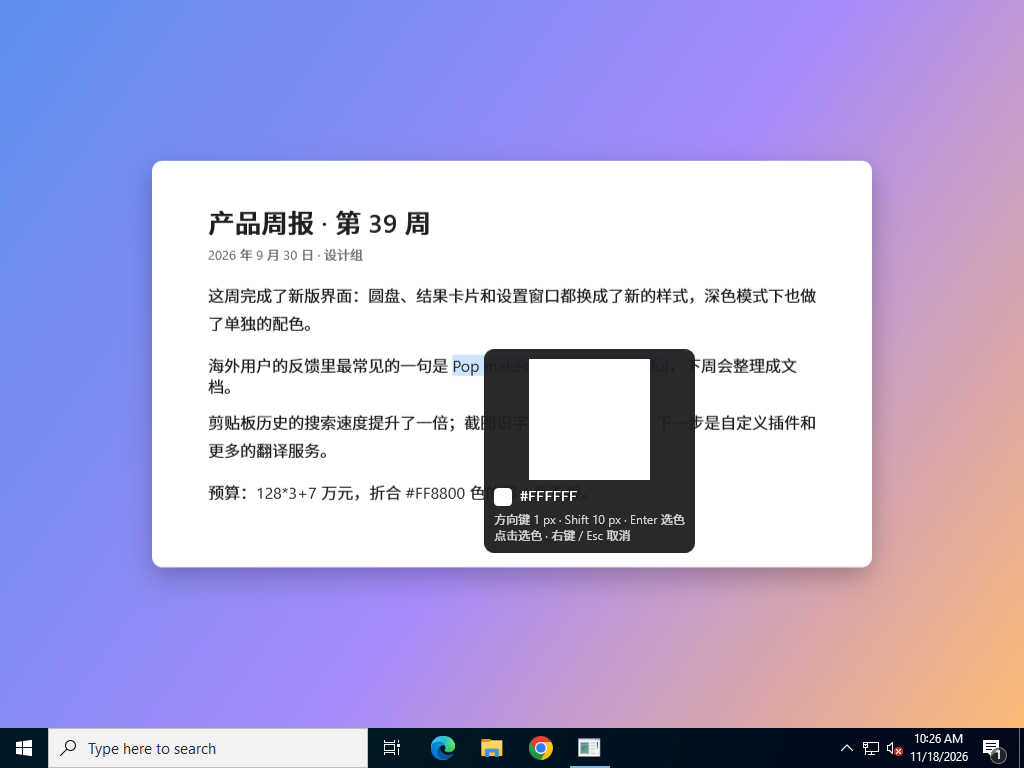 产品周报 · 第 39 周
2026 年 9 月 30 日 · 设计组
这周完成了新版界面：圆盘、结果卡片和设置窗口都换成了新的样式，深色模式下也做
了单独的配色。
海外用户的反馈里最常见的一句是 Pop makes ful，下周会整理成文
档。
剪贴板历史的搜索速度提升了一倍；截图识字 下一步是自定义插件和
更多的翻译服务。
预算：128*3+7 万元，折合 #FF8800 色
#FFFFFF
方向键 1 px · Shift 10 px · Enter 选色
点击选色 · 右键 / Esc 取消
Type here to search
10:26 AM
11/18/2026
1